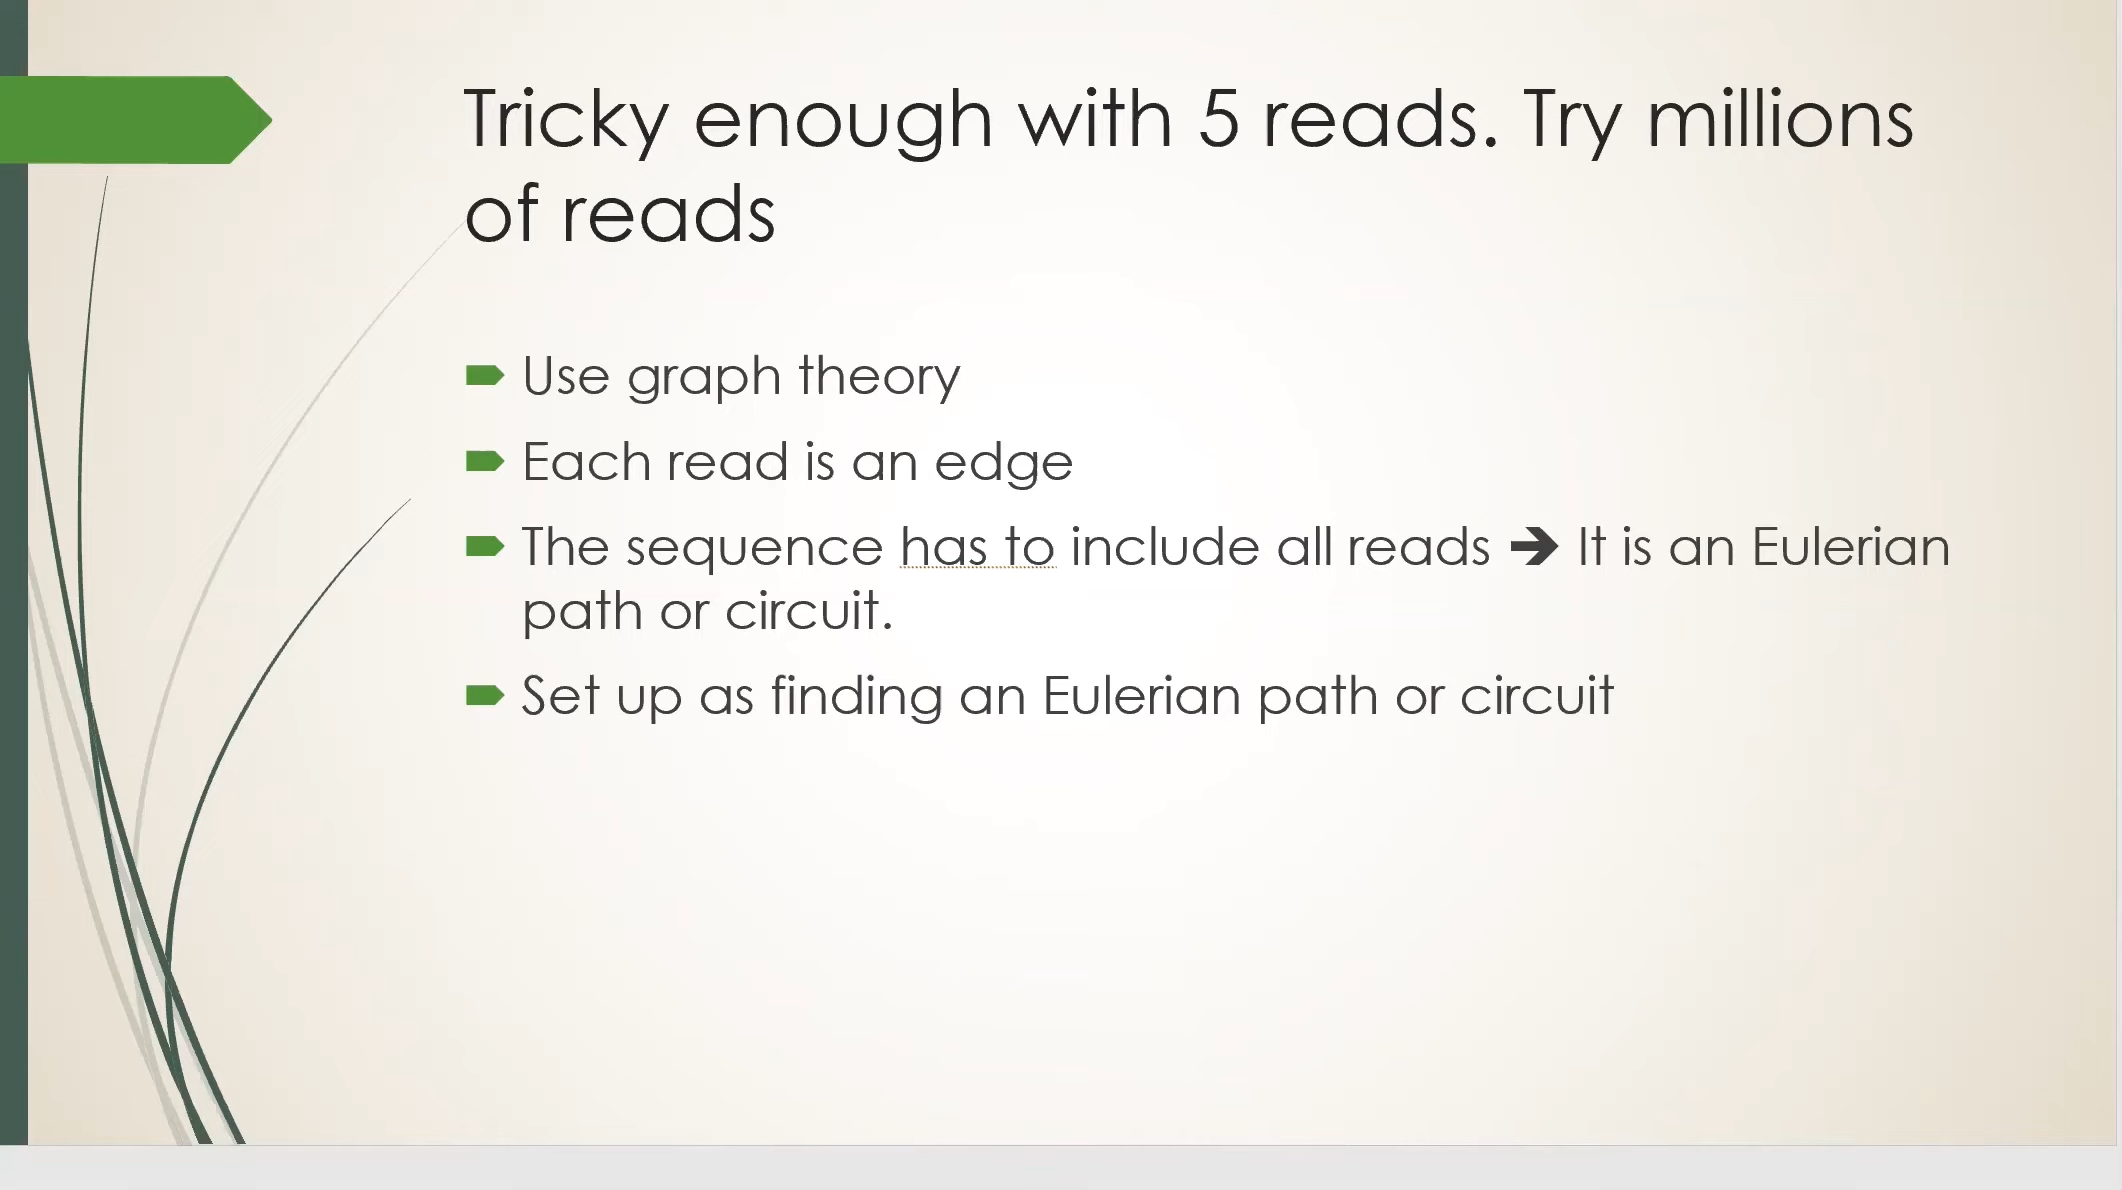 Tricky enough with 5 reads. Try millions
of reads
Use graph theory
Each read is an edge
The sequence has to include all reads ➔ It is an Eulerian
path or circuit.
Set up as finding an Eulerian path or circuit